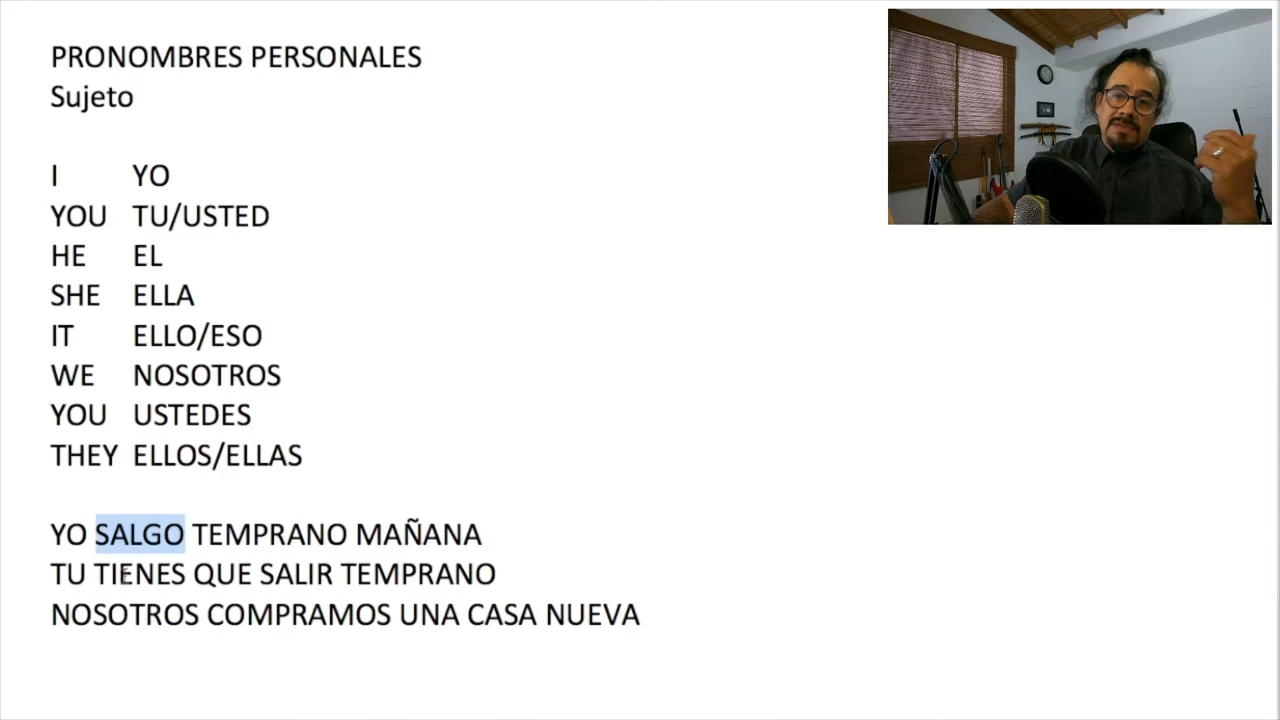 PRONOMBRES PERSONALES
Sujeto
I YO
YOU TU/USTED
HE EL
SHE ELLA
IT ELLO/ESO
WE NOSOTROS
YOU USTEDES
THEY ELLOS/ELLAS
YO SALGO TEMPRANO MAÑANA
TU TIENES QUE SALIR TEMPRANO
NOSOTROS COMPRAMOS UNA CASA NUEVA